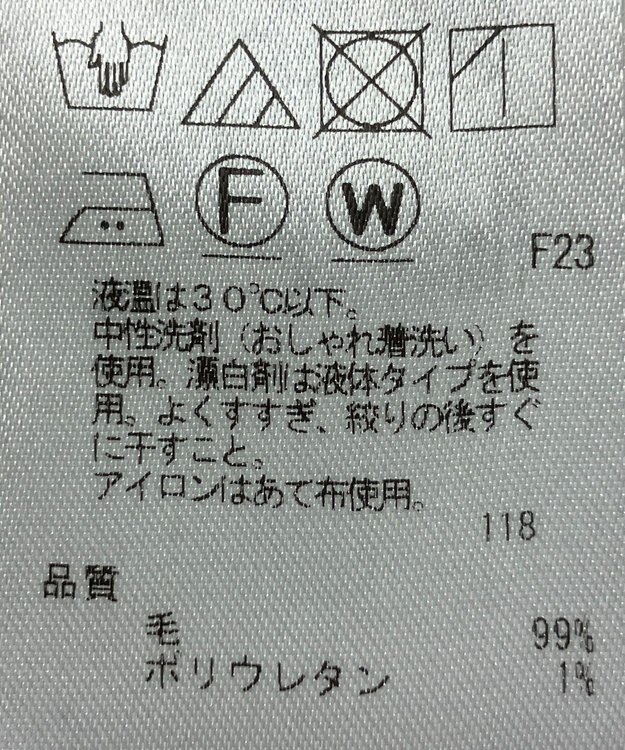 F W
F23
液温は30℃以下。
中性洗剤（おしゃれ着洗い）を
使用。漂白剤は液体タイプを使
用。よくすすぎ、絞りの後すぐ
に干すこと。
アイロンはあて布使用。
118
品質
毛 99%
ポリウレタン 1%